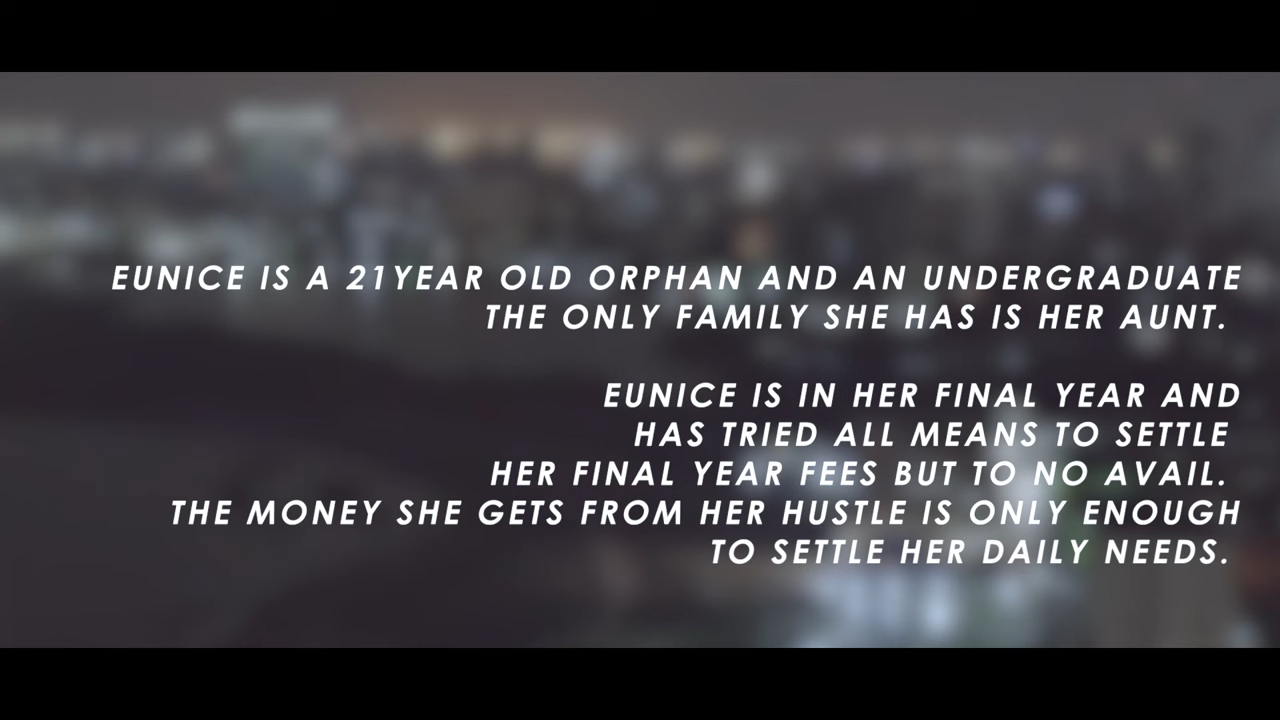 EUNICE IS A 21YEAR OLD ORPHAN AND AN UNDERGRADUATE
THE ONLY FAMILY SHE HAS IS HER AUNT.
EUNICE IS IN HER FINAL YEAR AND
HAS TRIED ALL MEANS TO SETTLE
HER FINAL YEAR FEES BUT TO NO AVAIL.
THE MONEY SHE GETS FROM HER HUSTLE IS ONLY ENOUGH
TO SETTLE HER DAILY NEEDS.